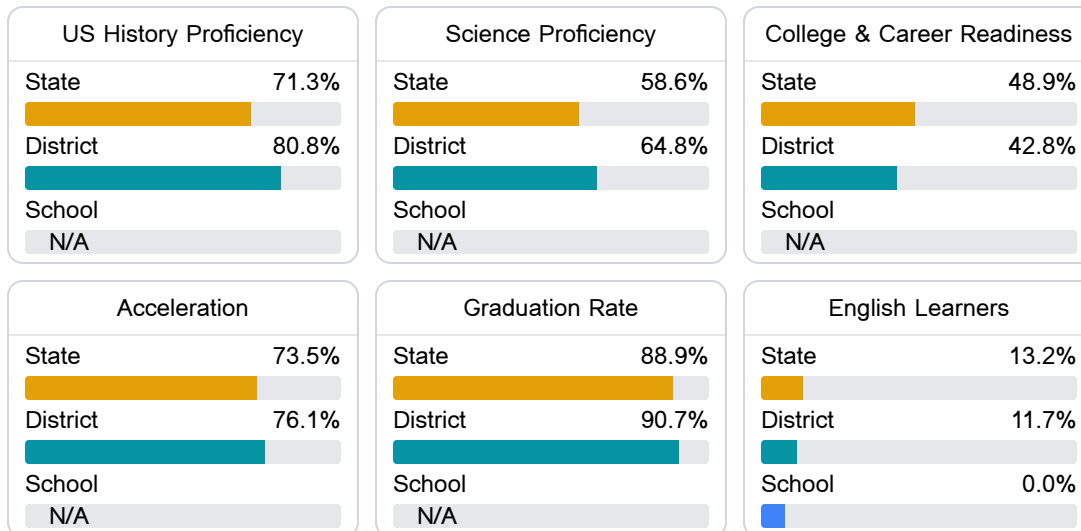 US History Proficiency
State 71.3%
District 80.8%
School
N/A
Science Proficiency
State 58.6%
District 64.8%
School
N/A
College & Career Readiness
State 48.9%
District 42.8%
School
N/A
Acceleration
State 73.5%
District 76.1%
School
N/A
Graduation Rate
State 88.9%
District 90.7%
School
N/A
English Learners
State 13.2%
District 11.7%
School 0.0%